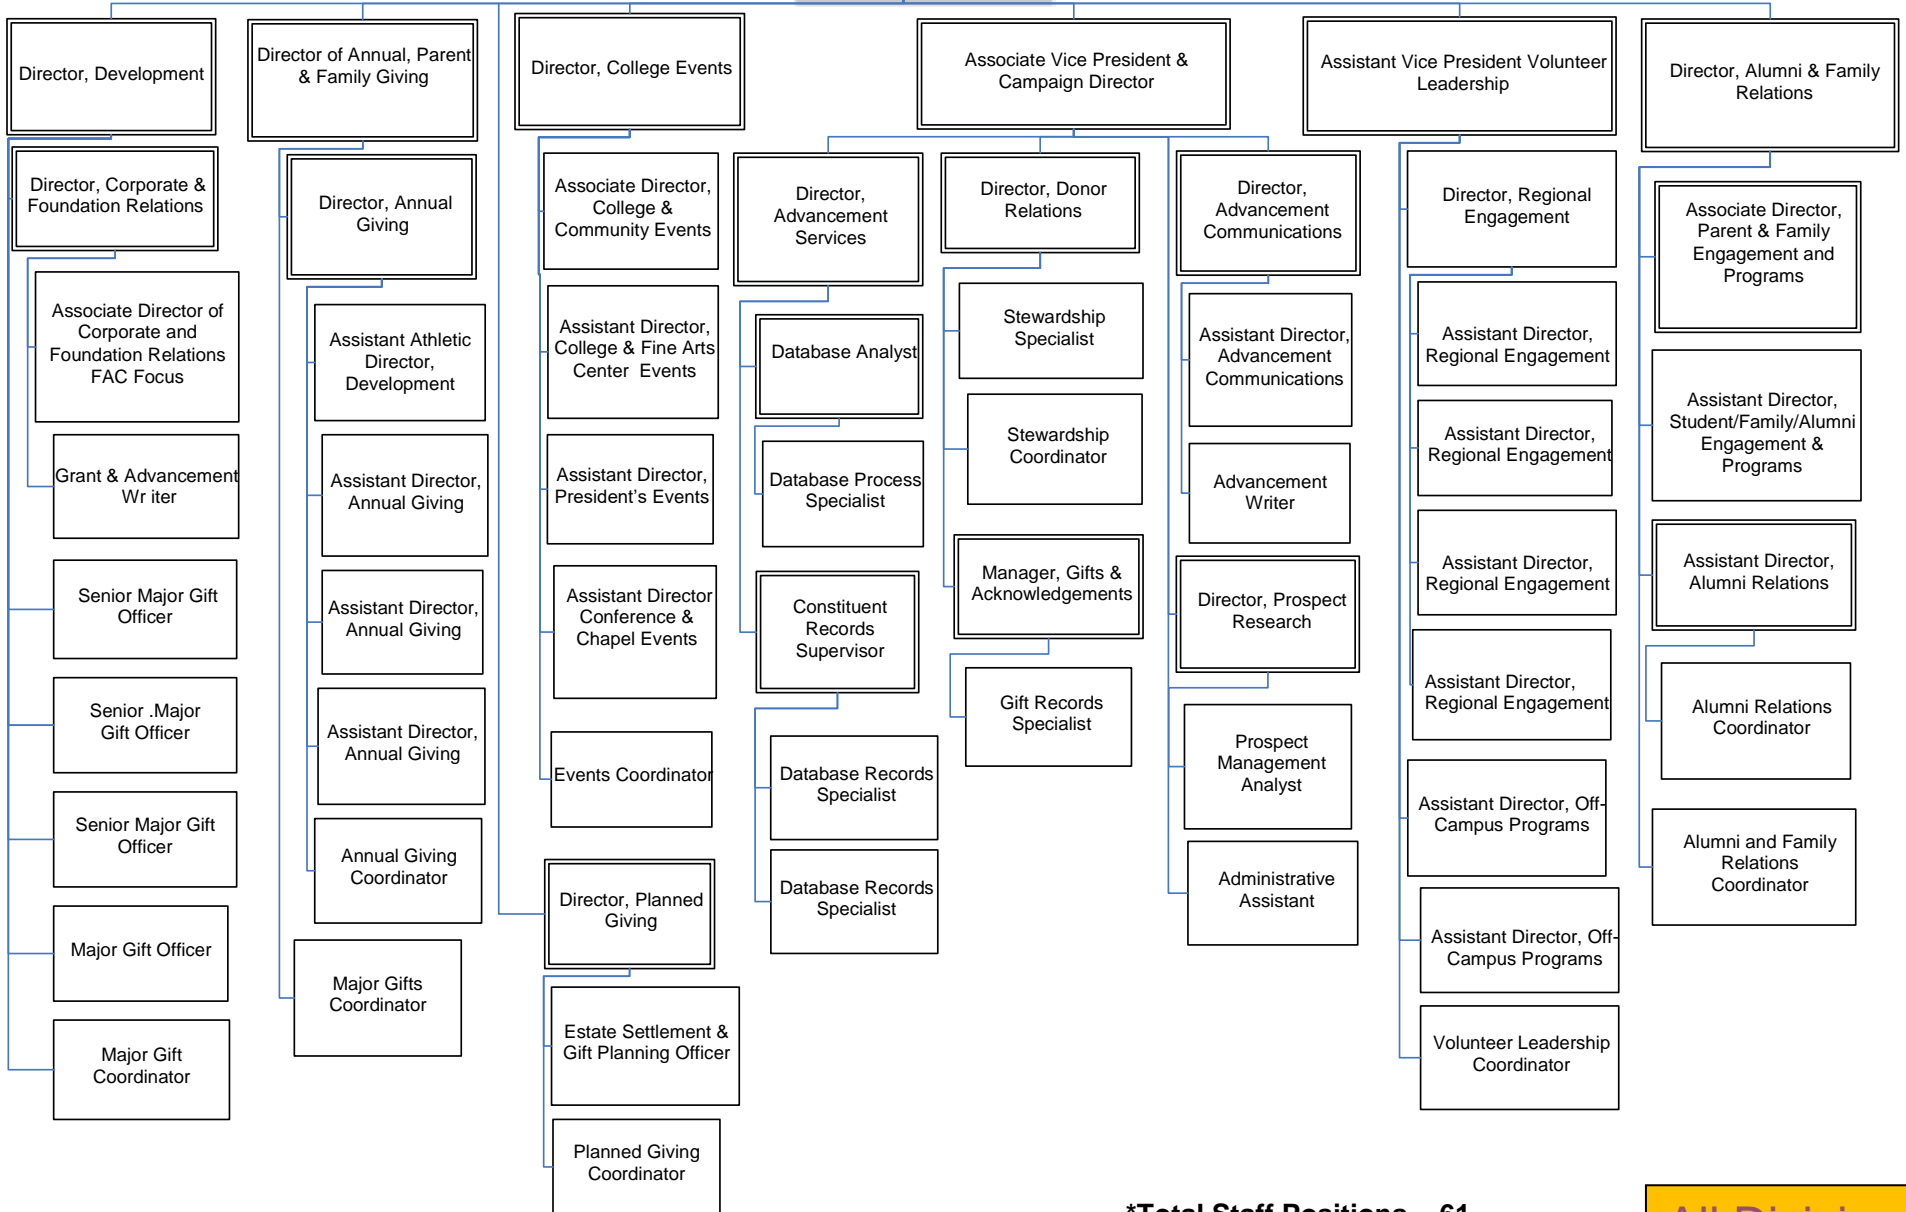 Director, Development
Director, Corporate &
Foundation Relations
Associate Director of
Corporate and
Foundation Relations
FAC Focus
Grant & Advancement
Wr iter
Senior Major Gift
Officer
Senior .Major
Gift Officer
Senior Major Gift
Officer
Major Gift Officer
Major Gift
Coordinator
Director of Annual, Parent
& Family Giving
Director, Annual
Giving
Assistant Athletic
Director,
Development
Assistant Director,
Annual Giving
Assistant Director,
Annual Giving
Assistant Director,
Annual Giving
Annual Giving
Coordinator
Major Gifts
Coordinator
Director, College Events
Associate Director,
College &
Community Events
Assistant Director,
College & Fine Arts
Center Events
Assistant Director,
President's Events
Assistant Director
Conference &
Chapel Events
Events Coordinator
Director, Planned
Giving
Estate Settlement &
Gift Planning Officer
Planned Giving
Coordinator
Associate Vice President &
Campaign Director
Director,
Advancement
Services
Database Analyst
Database Process
Specialist
Constituent
Records
Supervisor
Database Records
Specialist
Database Records
Specialist
Director, Donor
Relations
Stewardship
Specialist
Stewardship
Coordinator
Manager, Gifts &
Acknowledgements
Gift Records
Specialist
Director,
Advancement
Communications
Assistant Director,
Advancement
Communications
Advancement
Writer
Director, Prospect
Research
Prospect
Management
Analyst
Administrative
Assistant
Assistant Vice President Volunteer
Leadership
Director, Regional
Engagement
Assistant Director,
Regional Engagement
Assistant Director,
Regional Engagement
Assistant Director,
Regional Engagement
Assistant Director,
Regional Engagement
Assistant Director, Off-
Campus Programs
Assistant Director, Off-
Campus Programs
Volunteer Leadership
Coordinator
Director, Alumni & Family
Relations
Associate Director,
Parent & Family
Engagement and
Programs
Assistant Director,
Student/Family/Alumni
Engagement &
Programs
Assistant Director,
Alumni Relations
Alumni Relations
Coordinator
Alumni and Family
Relations
Coordinator
*Total Staff Positions – 61
All